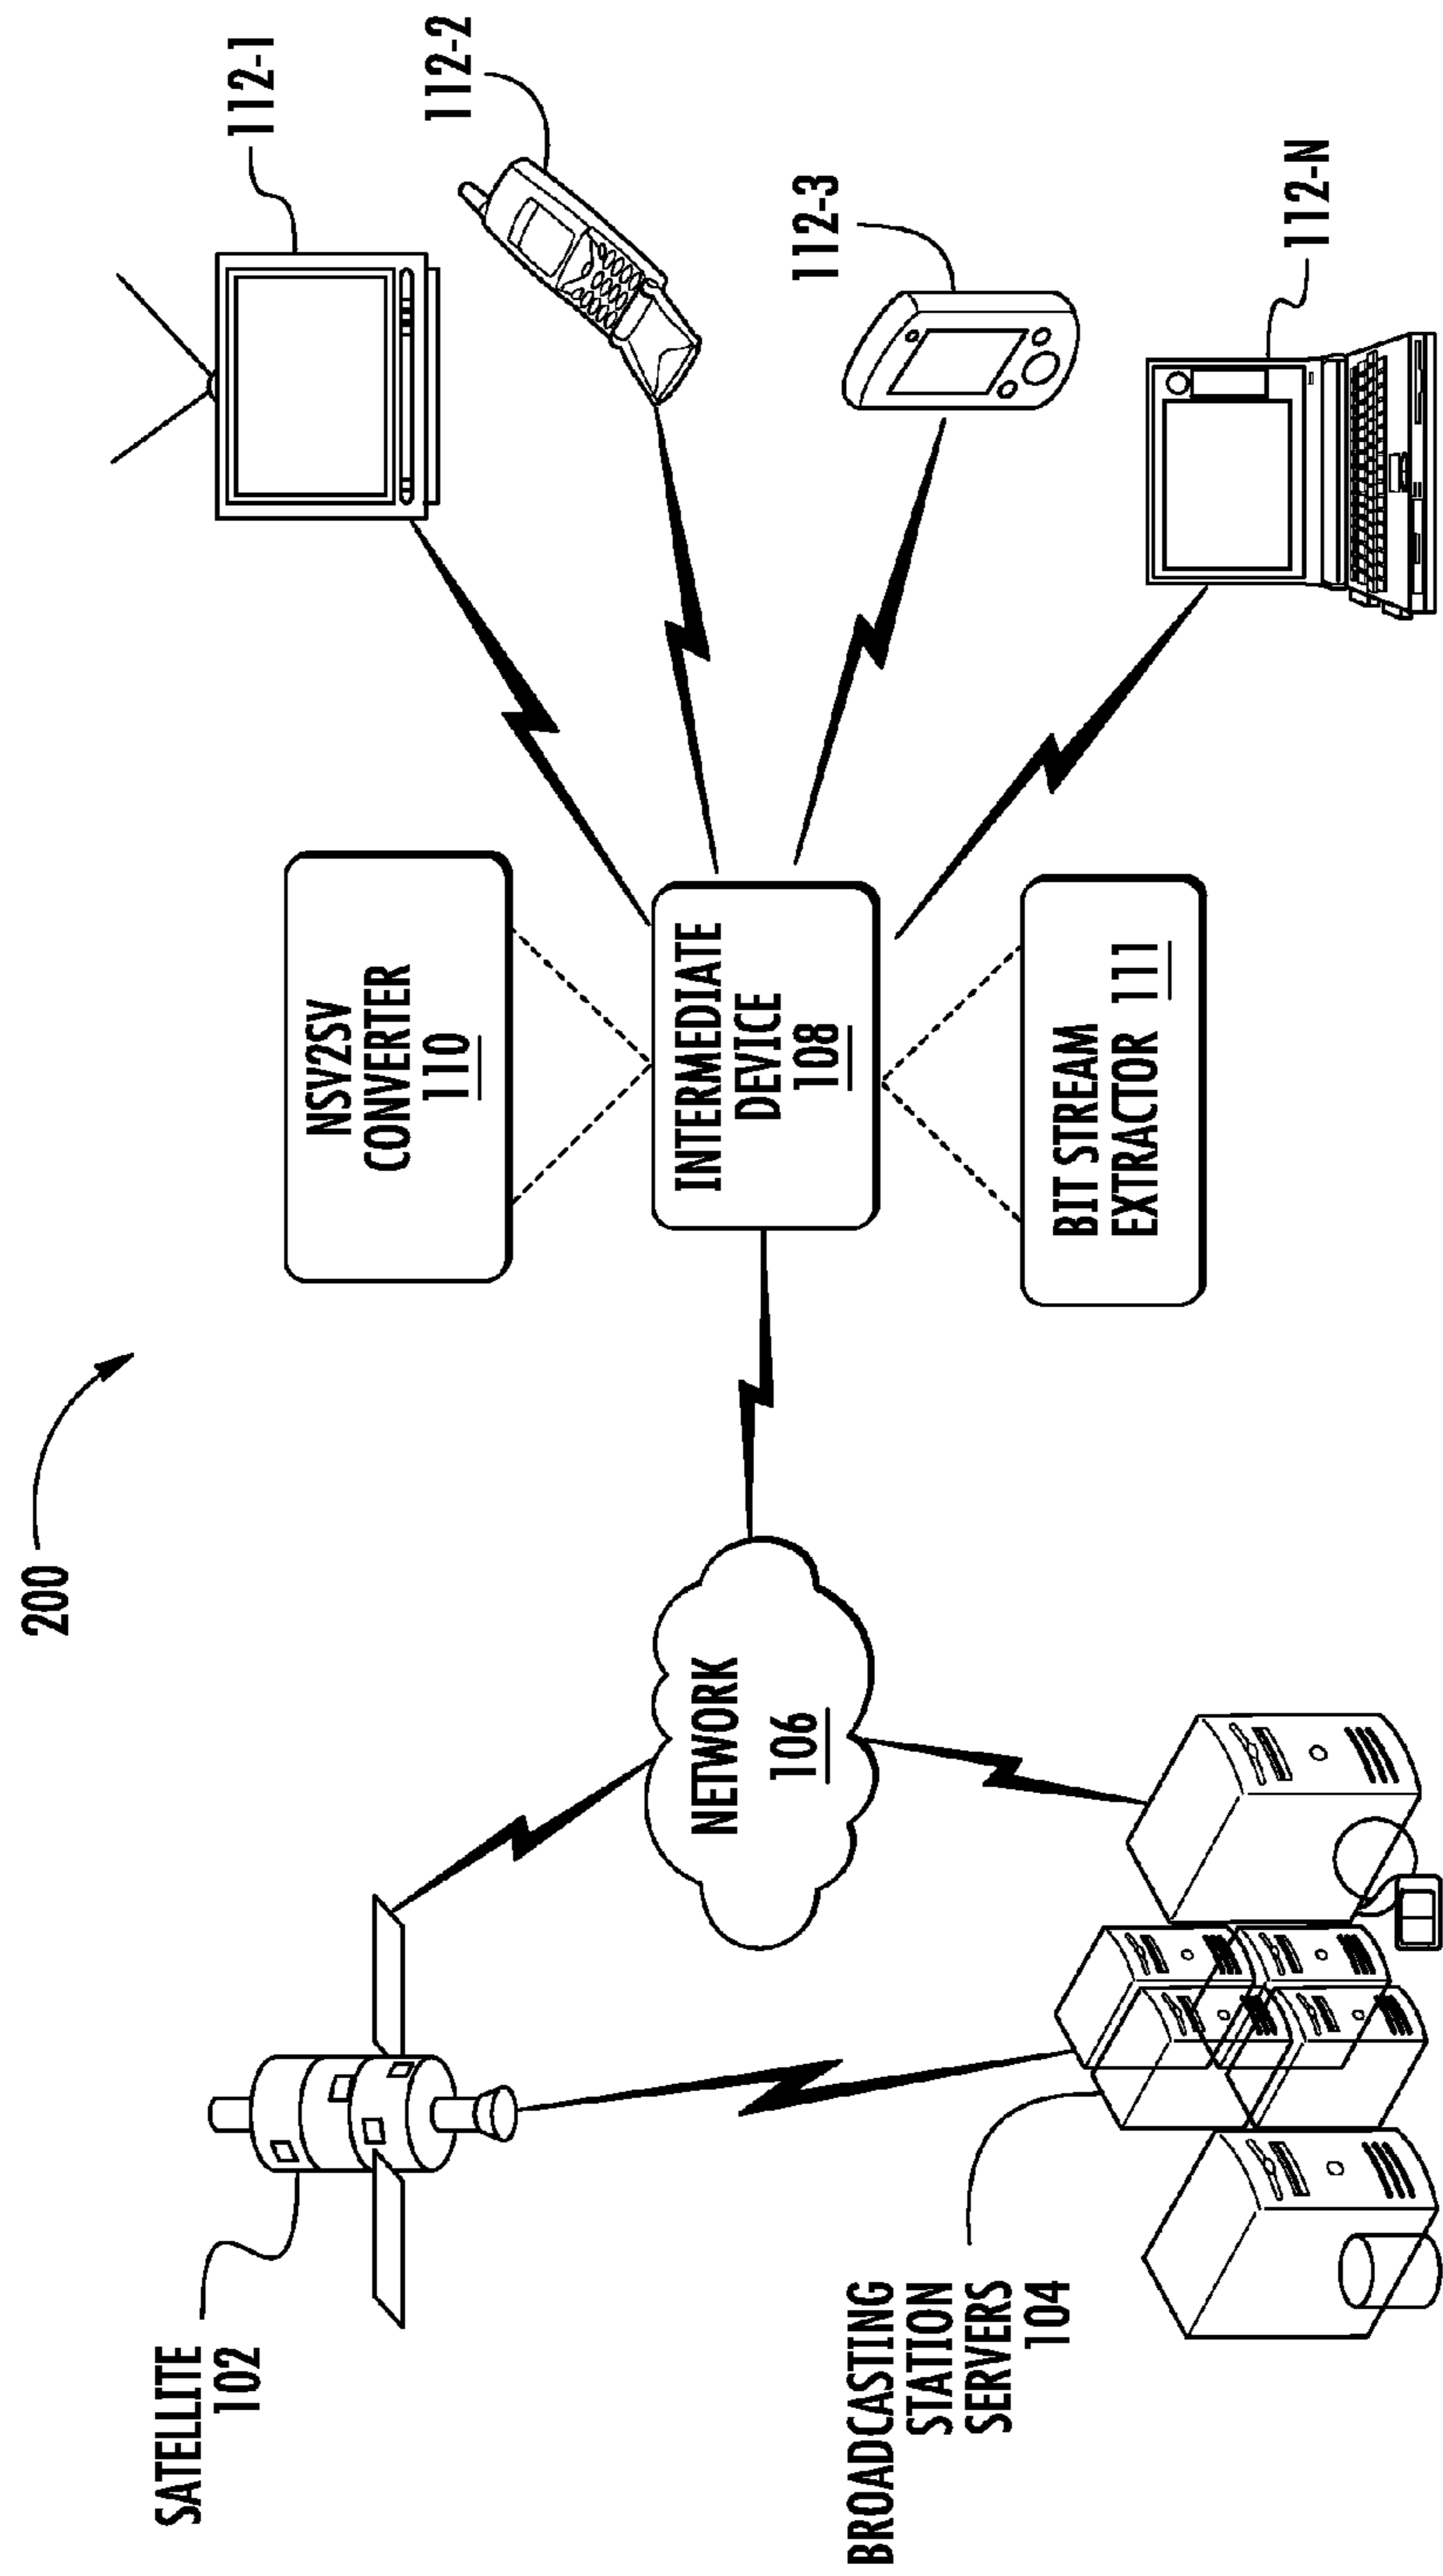 200
SATELLITE
102
BROADCASTING
STATION
SERVERS
104
NETWORK
106
NSV2SV
CONVERTER
110
INTERMEDIATE
DEVICE
108
BIT STREAM
EXTRACTOR 111
112-1
112-2
112-3
112-N